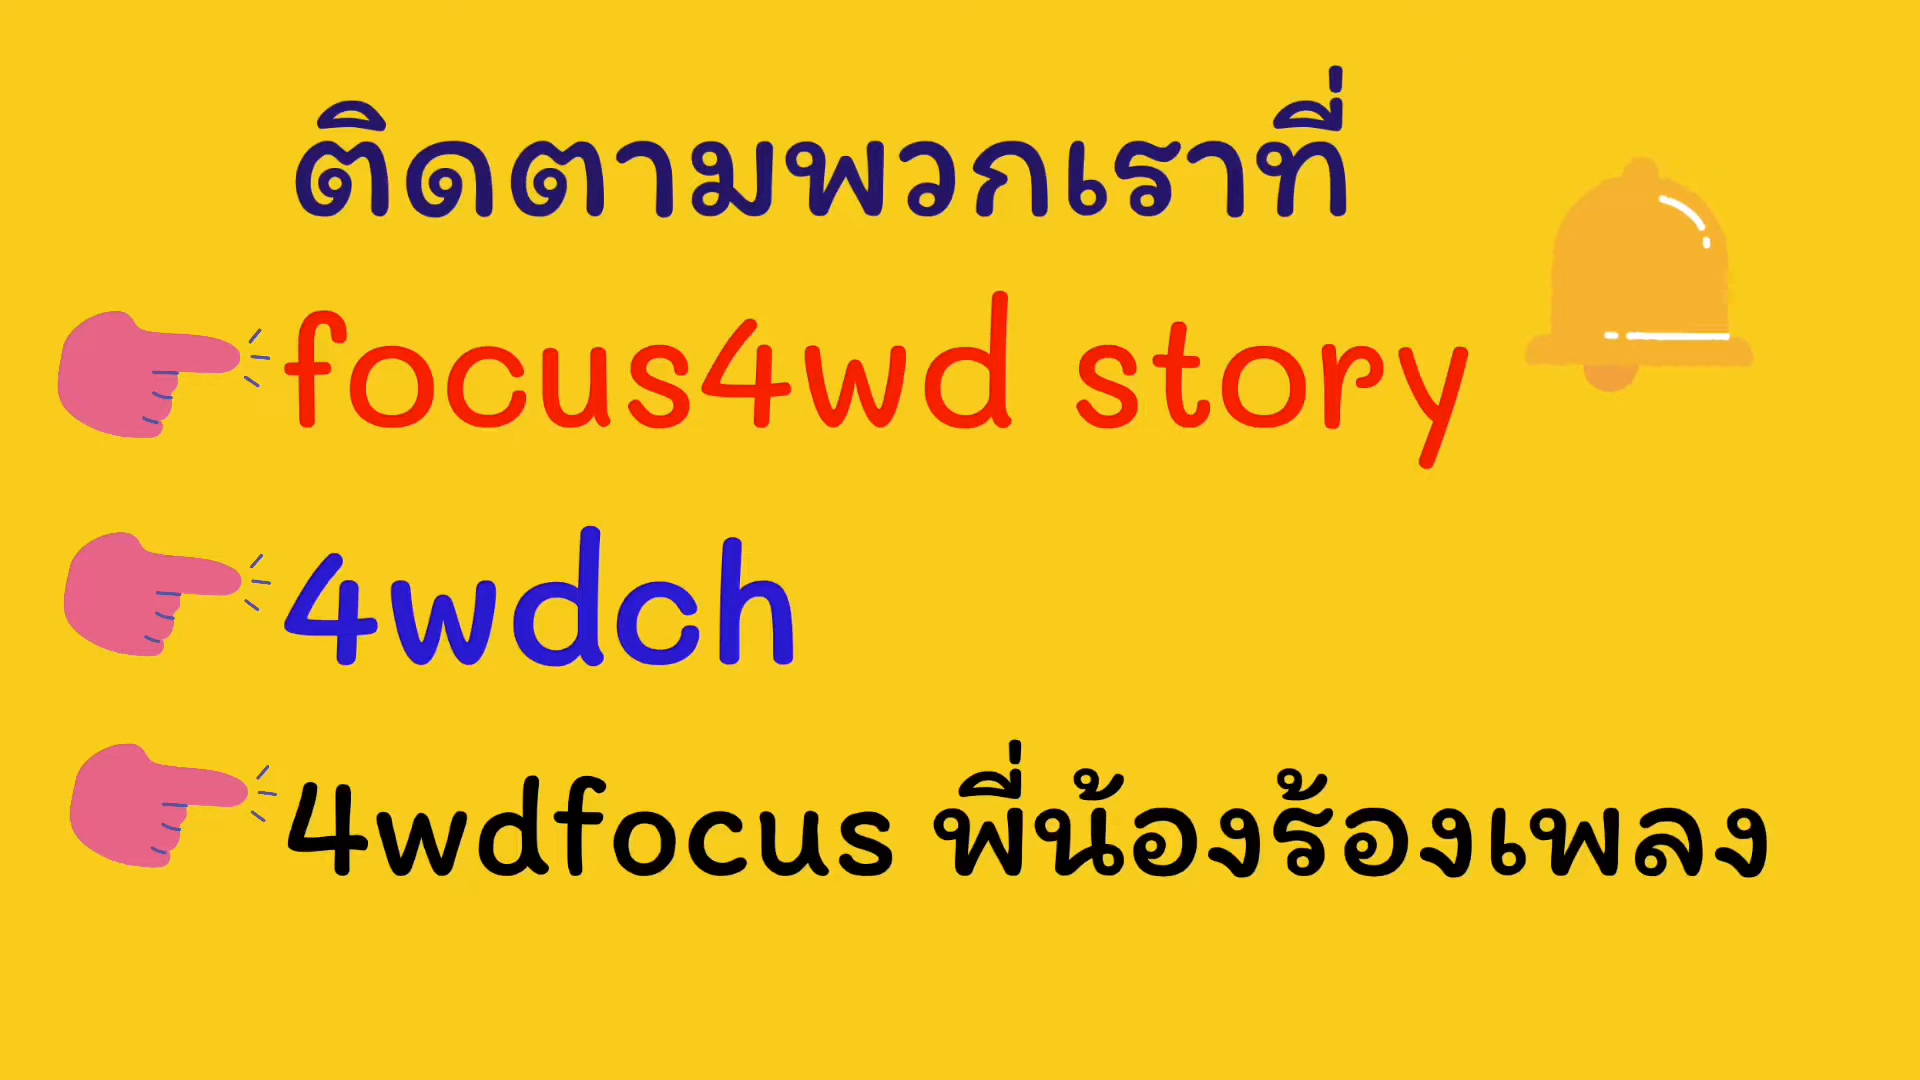 ติดตามพวกเราที่
focus4wd story
4wdch
4wdfocus พี่น้องร้องเพลง